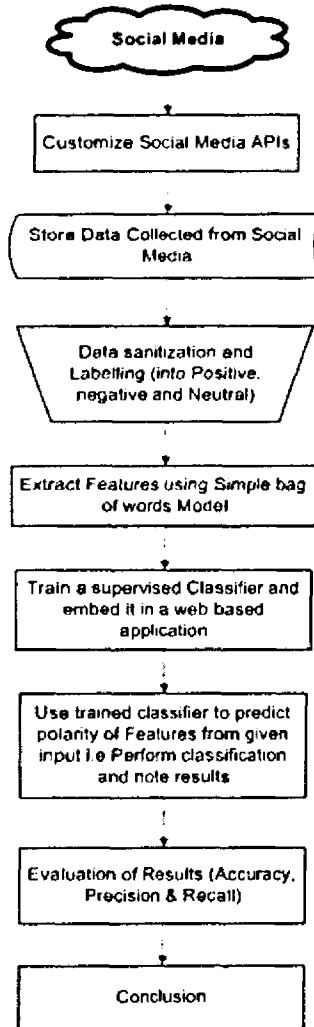 Social Media
Customize Social Media APIs
Store Data Collected from Social
Media
Data sanitization and
Labelling (into Positive,
negative and Neutral)
Extract Features using Simple bag
of words Model
Train a supervised Classifier and
embed it in a web based
application
Use trained classifier to predict
polarity of Features from given
input i.e Perform classification
and note results
Evaluation of Results (Accuracy,
Precision & Recall)
Conclusion